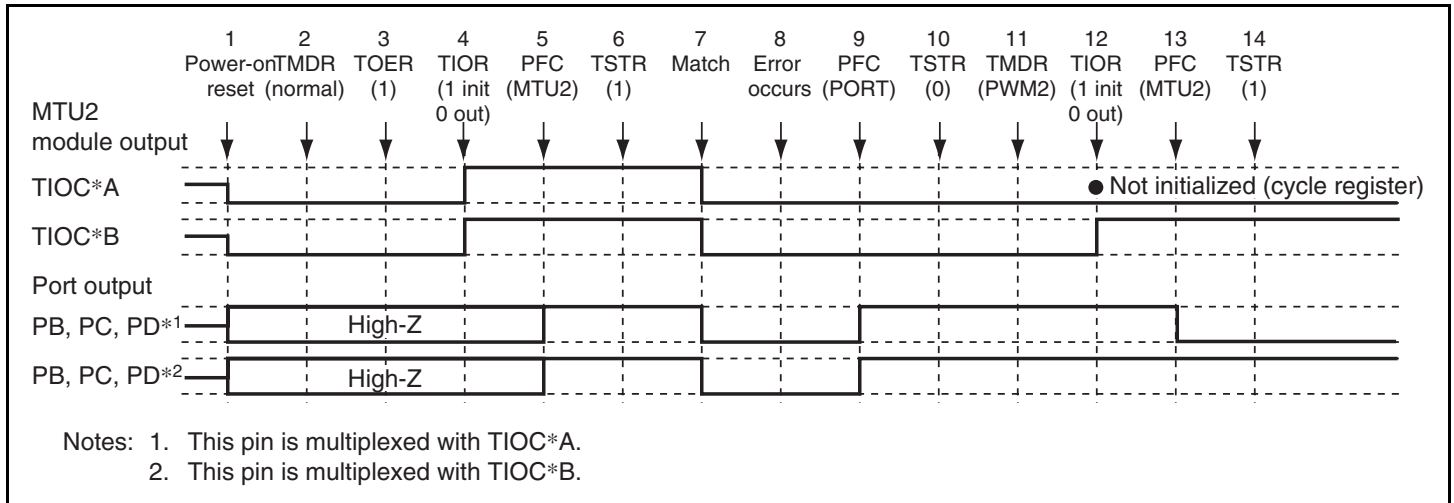 1 2 3 4 5 6 7 8 9 10 11 12 13 14
Power-on TMDR TOER TIOR PFC TSTR Match Error PFC TSTR TMDR TIOR PFC TSTR
reset (normal) (1) (1 init (MTU2) (1) occurs (PORT) (0) (PWM2) (1 init (MTU2) (1)
0 out) 0 out)
MTU2
module output
TIOC*A
● Not initialized (cycle register)
TIOC*B
Port output
PB, PC, PD*1
High-Z
PB, PC, PD*2
High-Z
Notes: 1. This pin is multiplexed with TIOC*A.
2. This pin is multiplexed with TIOC*B.